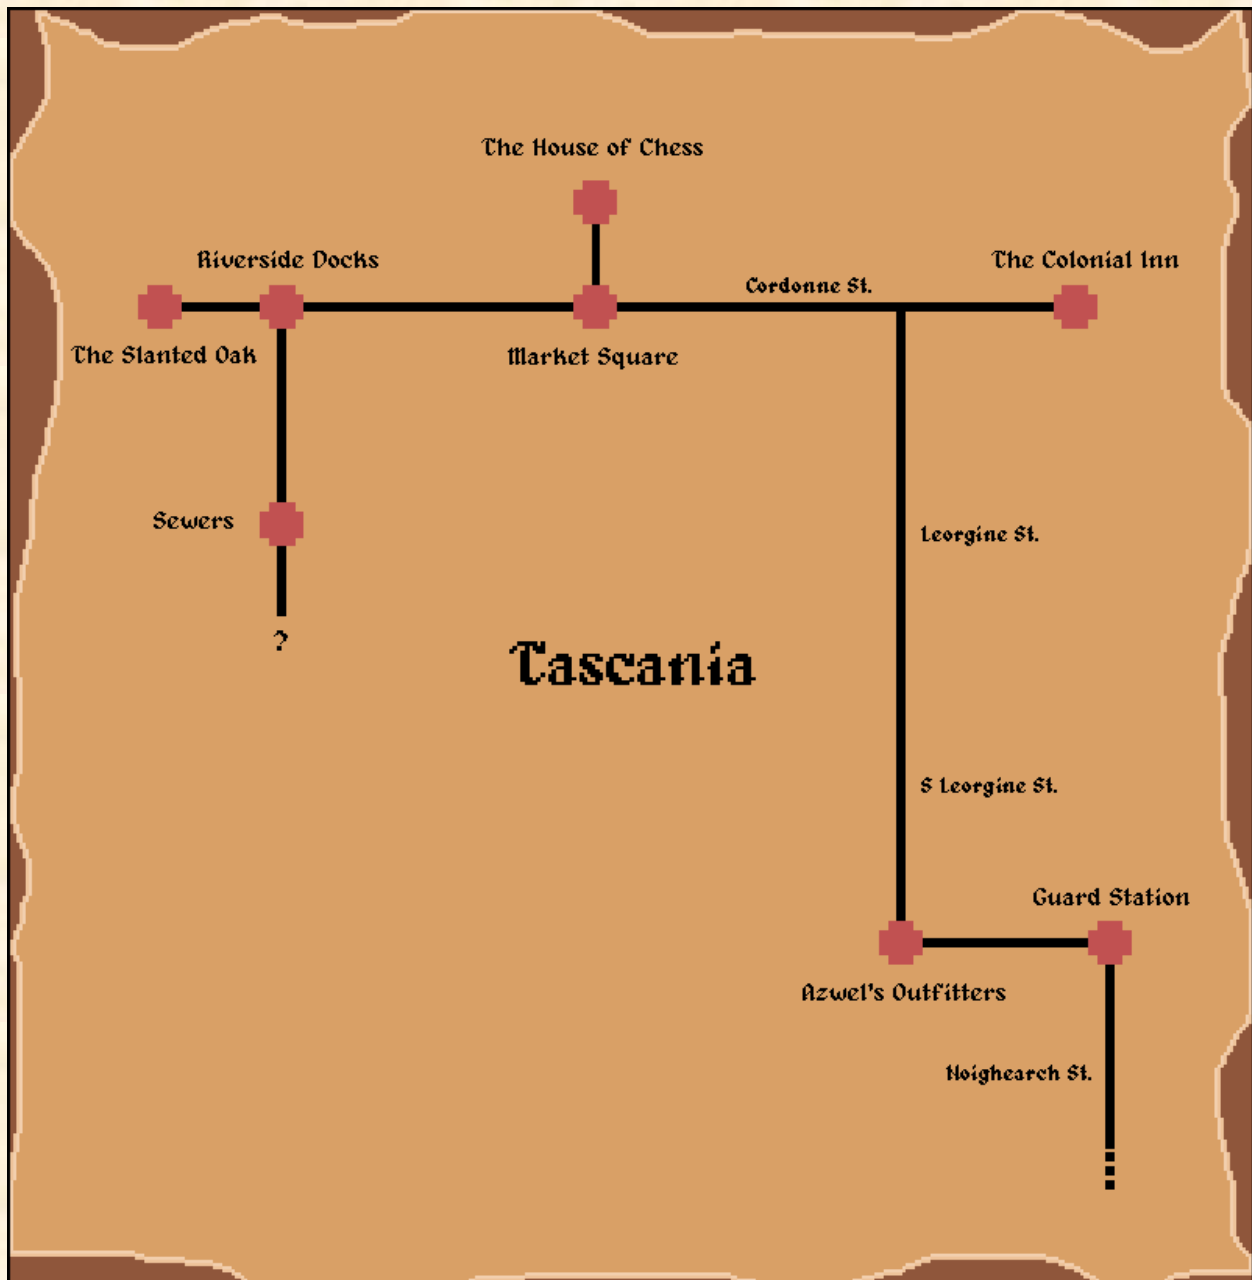 The House of Chess
Riverside Docks
The Colonial Inn
Cordonne St.
The Slanted Oak
Market Square
Sewers
Leorgine St.
?
Tascania
S Leorgine St.
Guard Station
Azwel's Outfitters
Noighearch St.